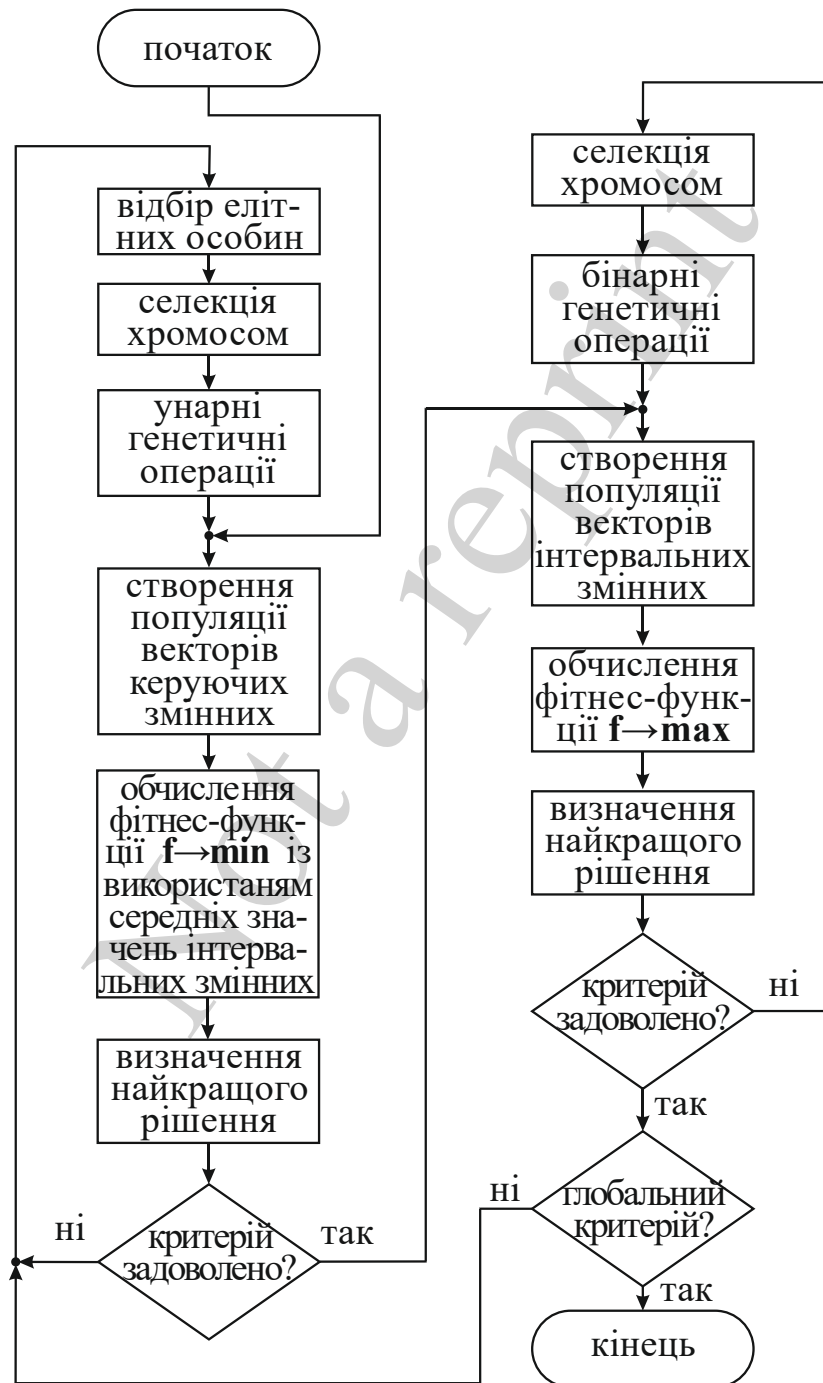 початок
відбір еліт-
них особин
селекція
хромосом
унарні
генетичні
операції
створення
популяції
векторів
керуючих
змінних
обчислення
фітнес-функ-
ції f→min із
використаням
середніх зна-
чень інтерва-
льних змінних
визначення
найкращого
рішення
ні
критерій
задоволено?
так
селекція
хромосом
бінарні
генетичні
операції
створення
популяції
векторів
інтервальних
змінних
обчислення
фітнес-функ-
ції f→max
визначення
найкращого
рішення
критерій
задоволено?
ні
так
ні
глобальний
критерій?
так
кінець
Not a reprint